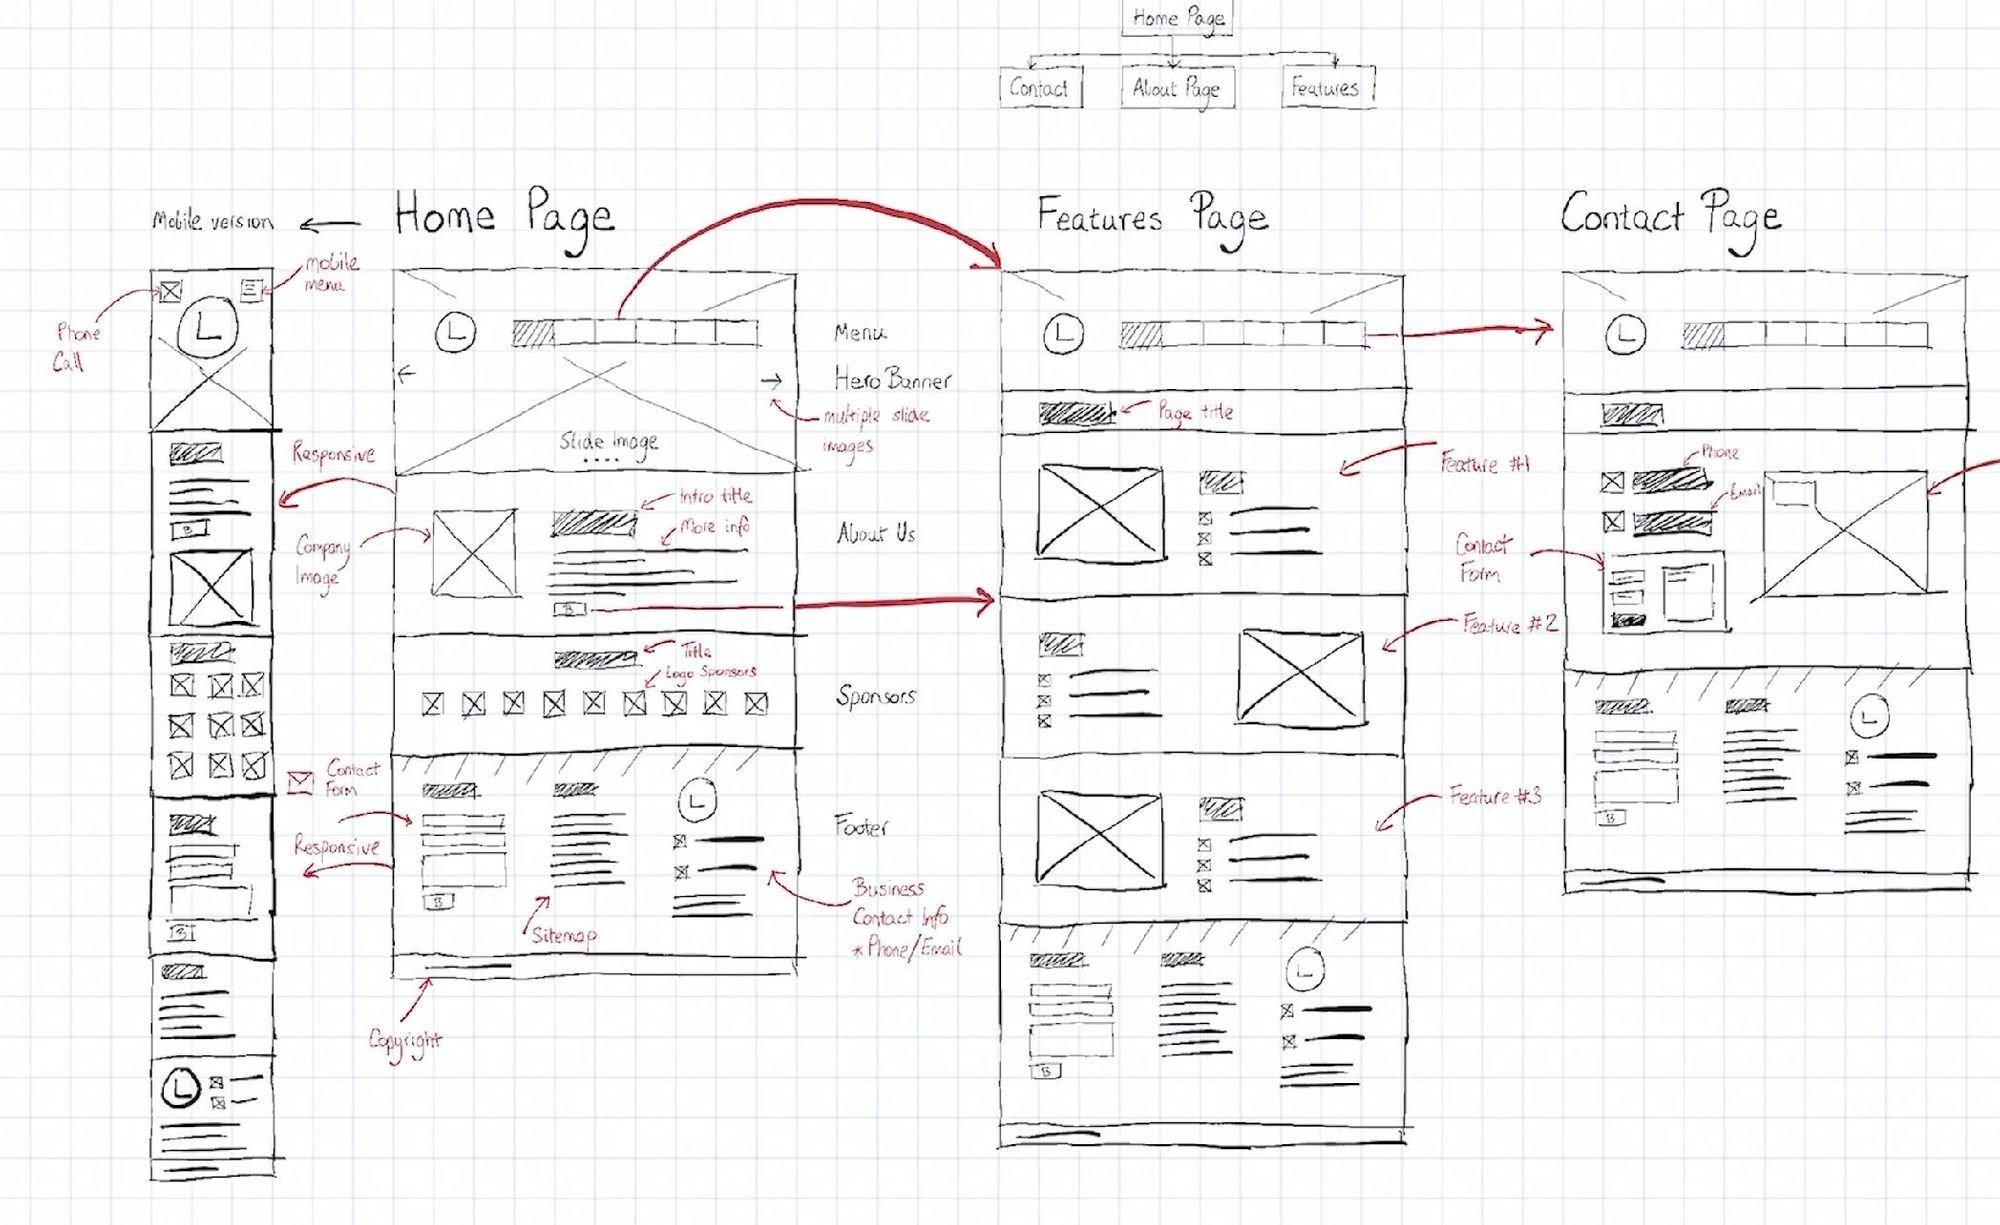 Home Page
Contact
About Page
Features
Mobile version
Home Page
Features Page
Contact Page
mobile
menu
Phone
Call
L
L
Menu
Hero Banner
multiple slide
images
Slide Image
Responsive
B
Company
Image
Intro title
More info
About Us
B
Title
Logo Sponsors
Sponsors
Contact
Form
Responsive
B
L
B
L
Footer
Business
Contact Info
* Phone/Email
Sitemap
Copyright
L
Page title
Feature #1
Feature #2
Feature #3
L
B
L
Phone
Email
Contact
Form
L
B